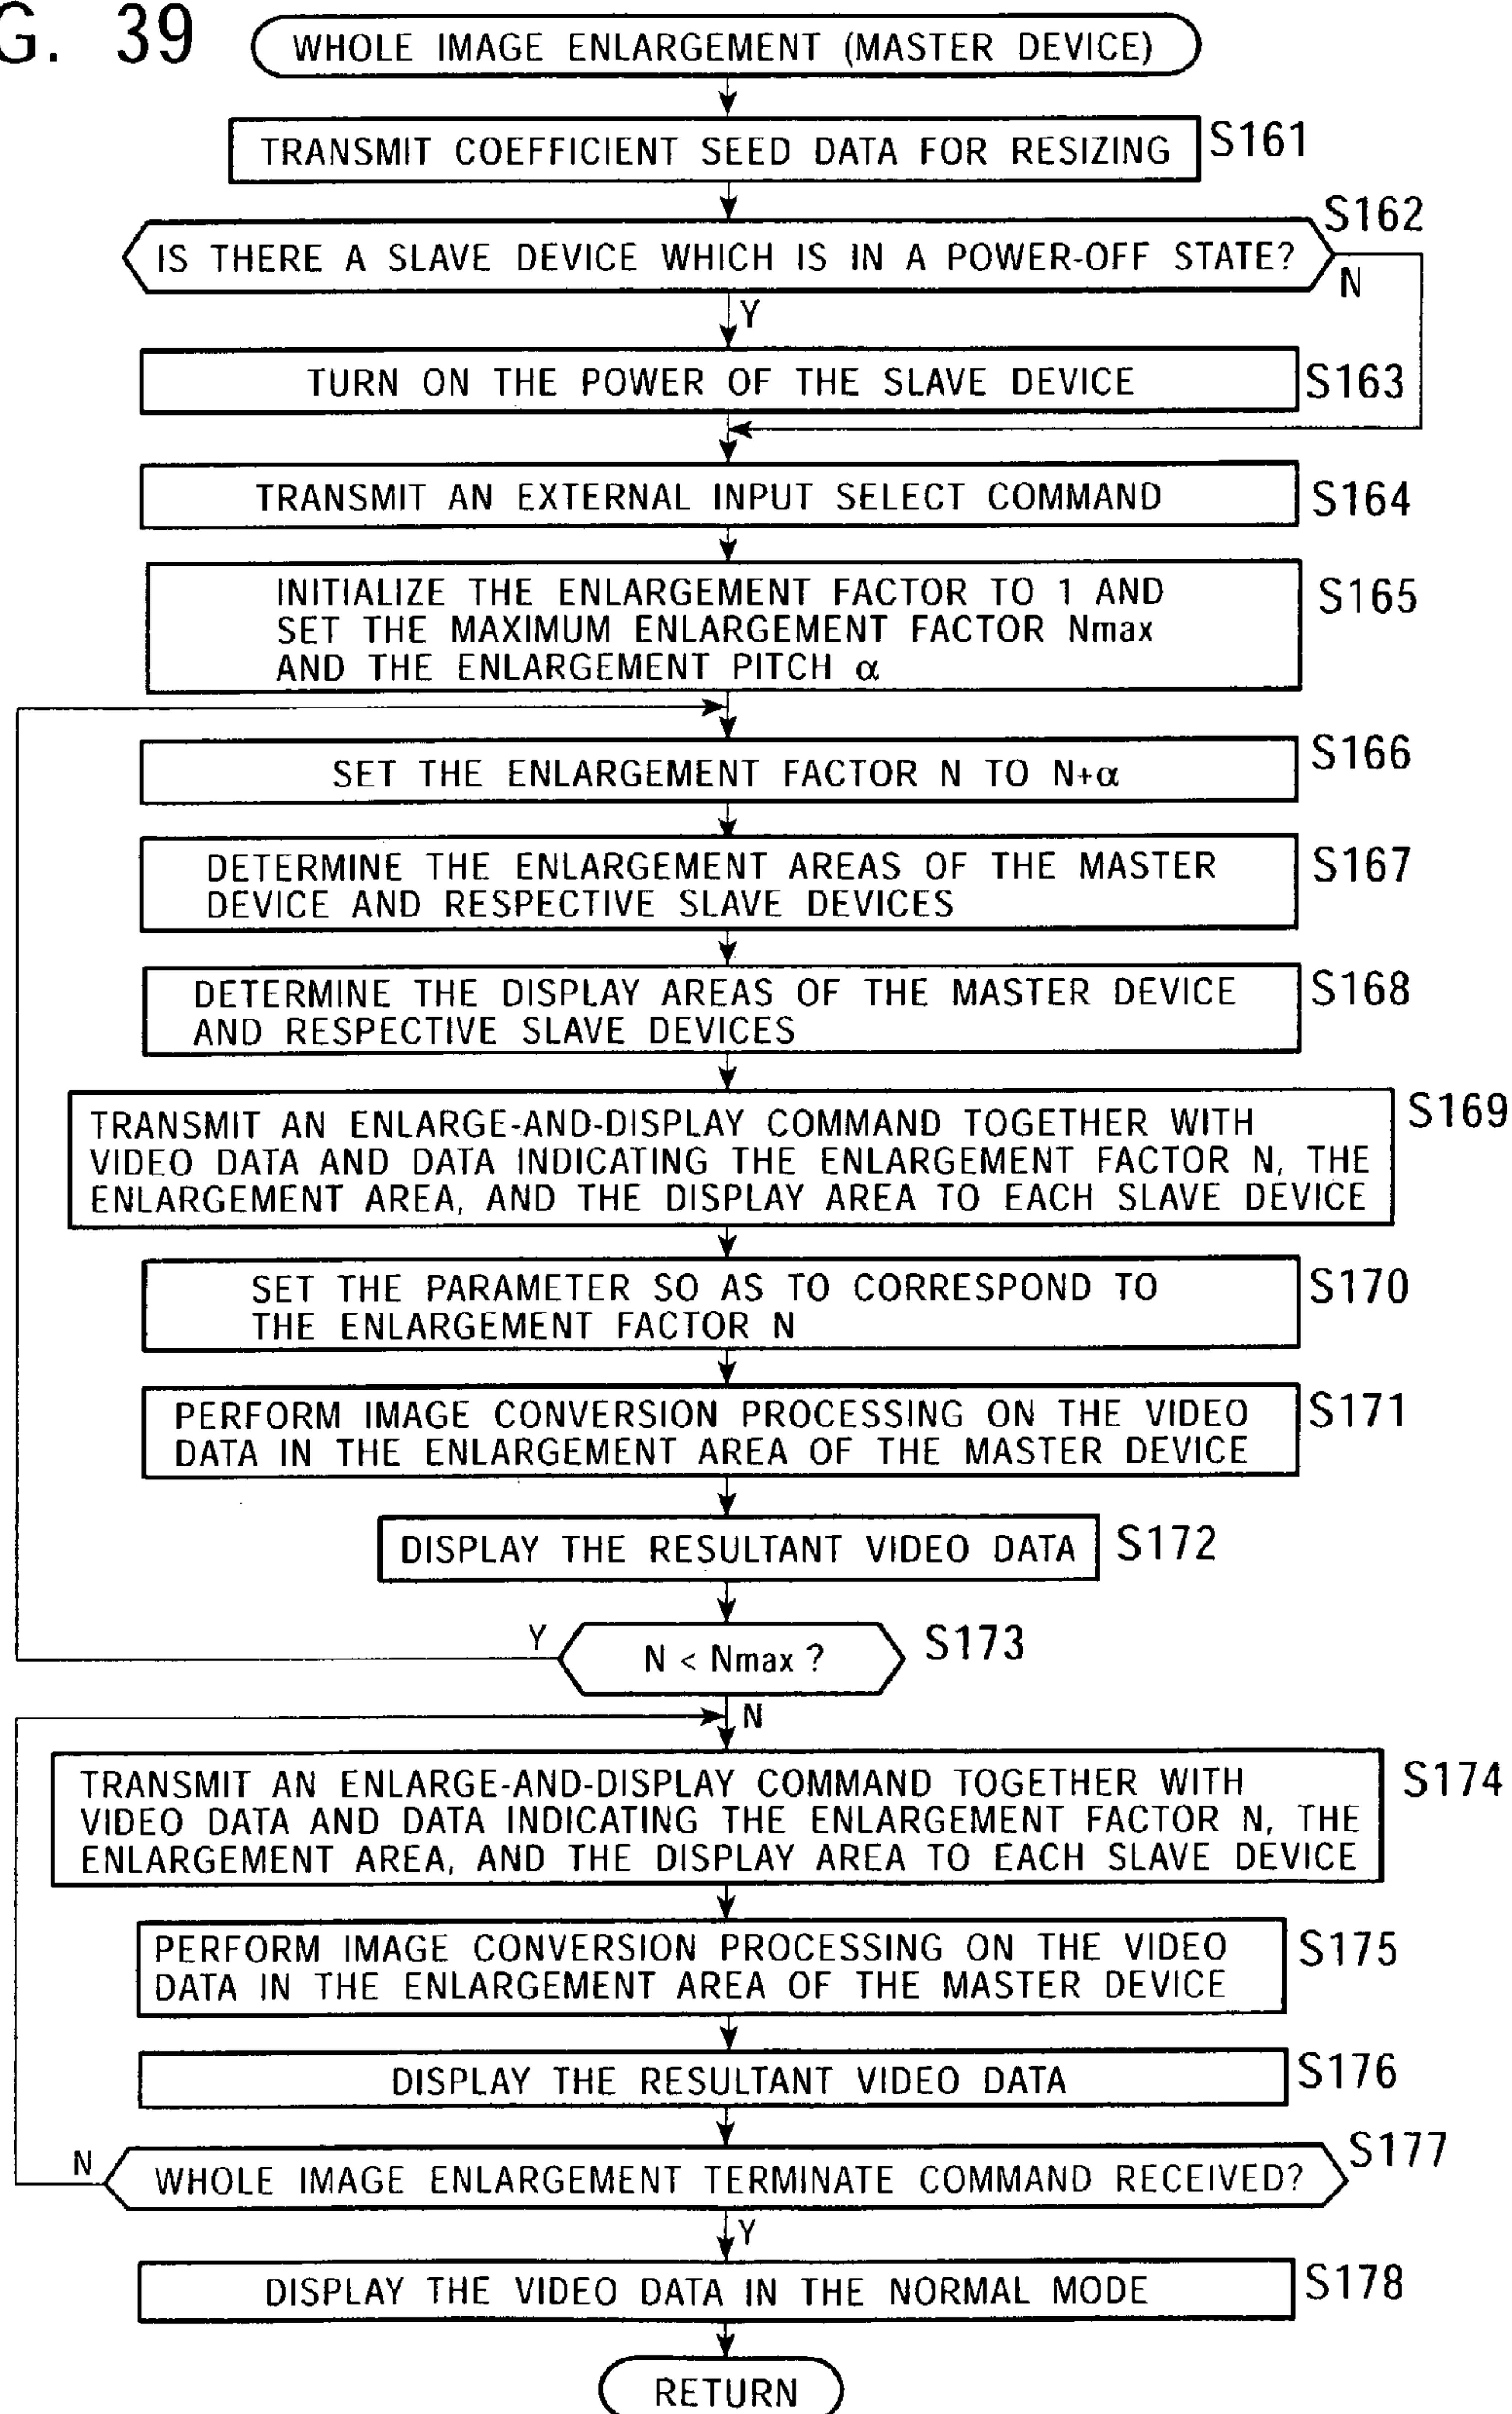 G. 39
WHOLE IMAGE ENLARGEMENT (MASTER DEVICE)
TRANSMIT COEFFICIENT SEED DATA FOR RESIZING
S161
S162
IS THERE A SLAVE DEVICE WHICH IS IN A POWER-OFF STATE?
N
Y
TURN ON THE POWER OF THE SLAVE DEVICE
S163
TRANSMIT AN EXTERNAL INPUT SELECT COMMAND
S164
INITIALIZE THE ENLARGEMENT FACTOR TO 1 AND
SET THE MAXIMUM ENLARGEMENT FACTOR Nmax
AND THE ENLARGEMENT PITCH α
S165
SET THE ENLARGEMENT FACTOR N TO N+α
S166
DETERMINE THE ENLARGEMENT AREAS OF THE MASTER
DEVICE AND RESPECTIVE SLAVE DEVICES
S167
DETERMINE THE DISPLAY AREAS OF THE MASTER DEVICE
AND RESPECTIVE SLAVE DEVICES
S168
TRANSMIT AN ENLARGE-AND-DISPLAY COMMAND TOGETHER WITH
VIDEO DATA AND DATA INDICATING THE ENLARGEMENT FACTOR N, THE
ENLARGEMENT AREA, AND THE DISPLAY AREA TO EACH SLAVE DEVICE
S169
SET THE PARAMETER SO AS TO CORRESPOND TO
THE ENLARGEMENT FACTOR N
S170
PERFORM IMAGE CONVERSION PROCESSING ON THE VIDEO
DATA IN THE ENLARGEMENT AREA OF THE MASTER DEVICE
S171
DISPLAY THE RESULTANT VIDEO DATA
S172
Y
N < Nmax ?
S173
N
TRANSMIT AN ENLARGE-AND-DISPLAY COMMAND TOGETHER WITH
VIDEO DATA AND DATA INDICATING THE ENLARGEMENT FACTOR N, THE
ENLARGEMENT AREA, AND THE DISPLAY AREA TO EACH SLAVE DEVICE
S174
PERFORM IMAGE CONVERSION PROCESSING ON THE VIDEO
DATA IN THE ENLARGEMENT AREA OF THE MASTER DEVICE
S175
DISPLAY THE RESULTANT VIDEO DATA
S176
N
WHOLE IMAGE ENLARGEMENT TERMINATE COMMAND RECEIVED?
S177
Y
DISPLAY THE VIDEO DATA IN THE NORMAL MODE
S178
RETURN